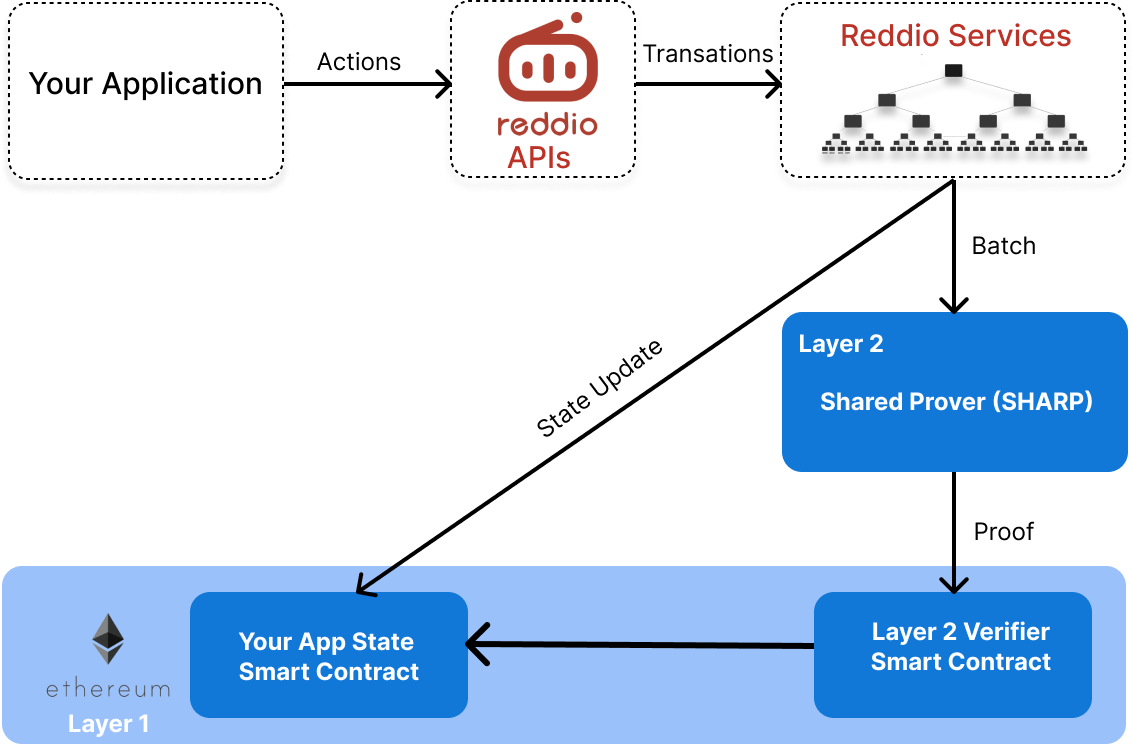 Your Application
Actions
reddio
APIs
Transations
Reddio Services
Batch
Layer 2
Shared Prover (SHARP)
State Update
Proof
ethereum
Layer 1
Your App State
Smart Contract
Layer 2 Verifier
Smart Contract